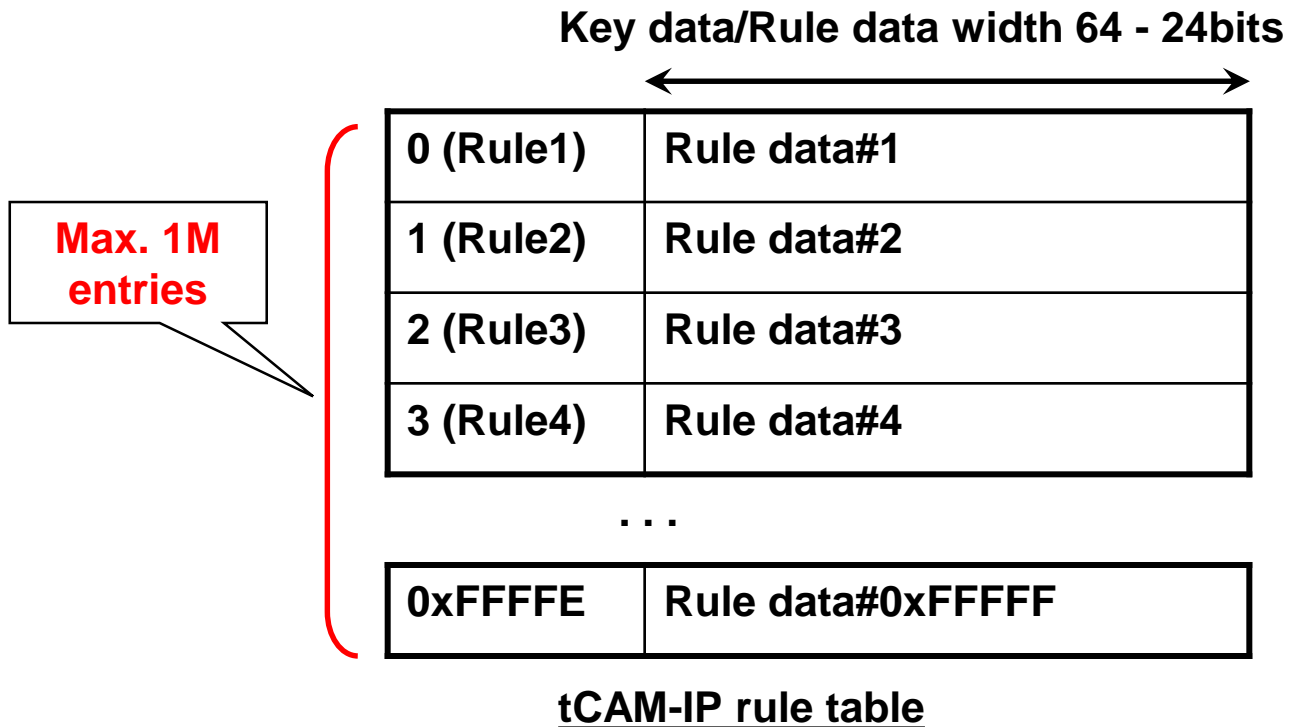 Key data/Rule data width 64 - 24bits
0 (Rule1) Rule data#1
Max. 1M
entries
1 (Rule2) Rule data#2
2 (Rule3) Rule data#3
3 (Rule4) Rule data#4
. . .
0xFFFFE Rule data#0xFFFFF
tCAM-IP rule table